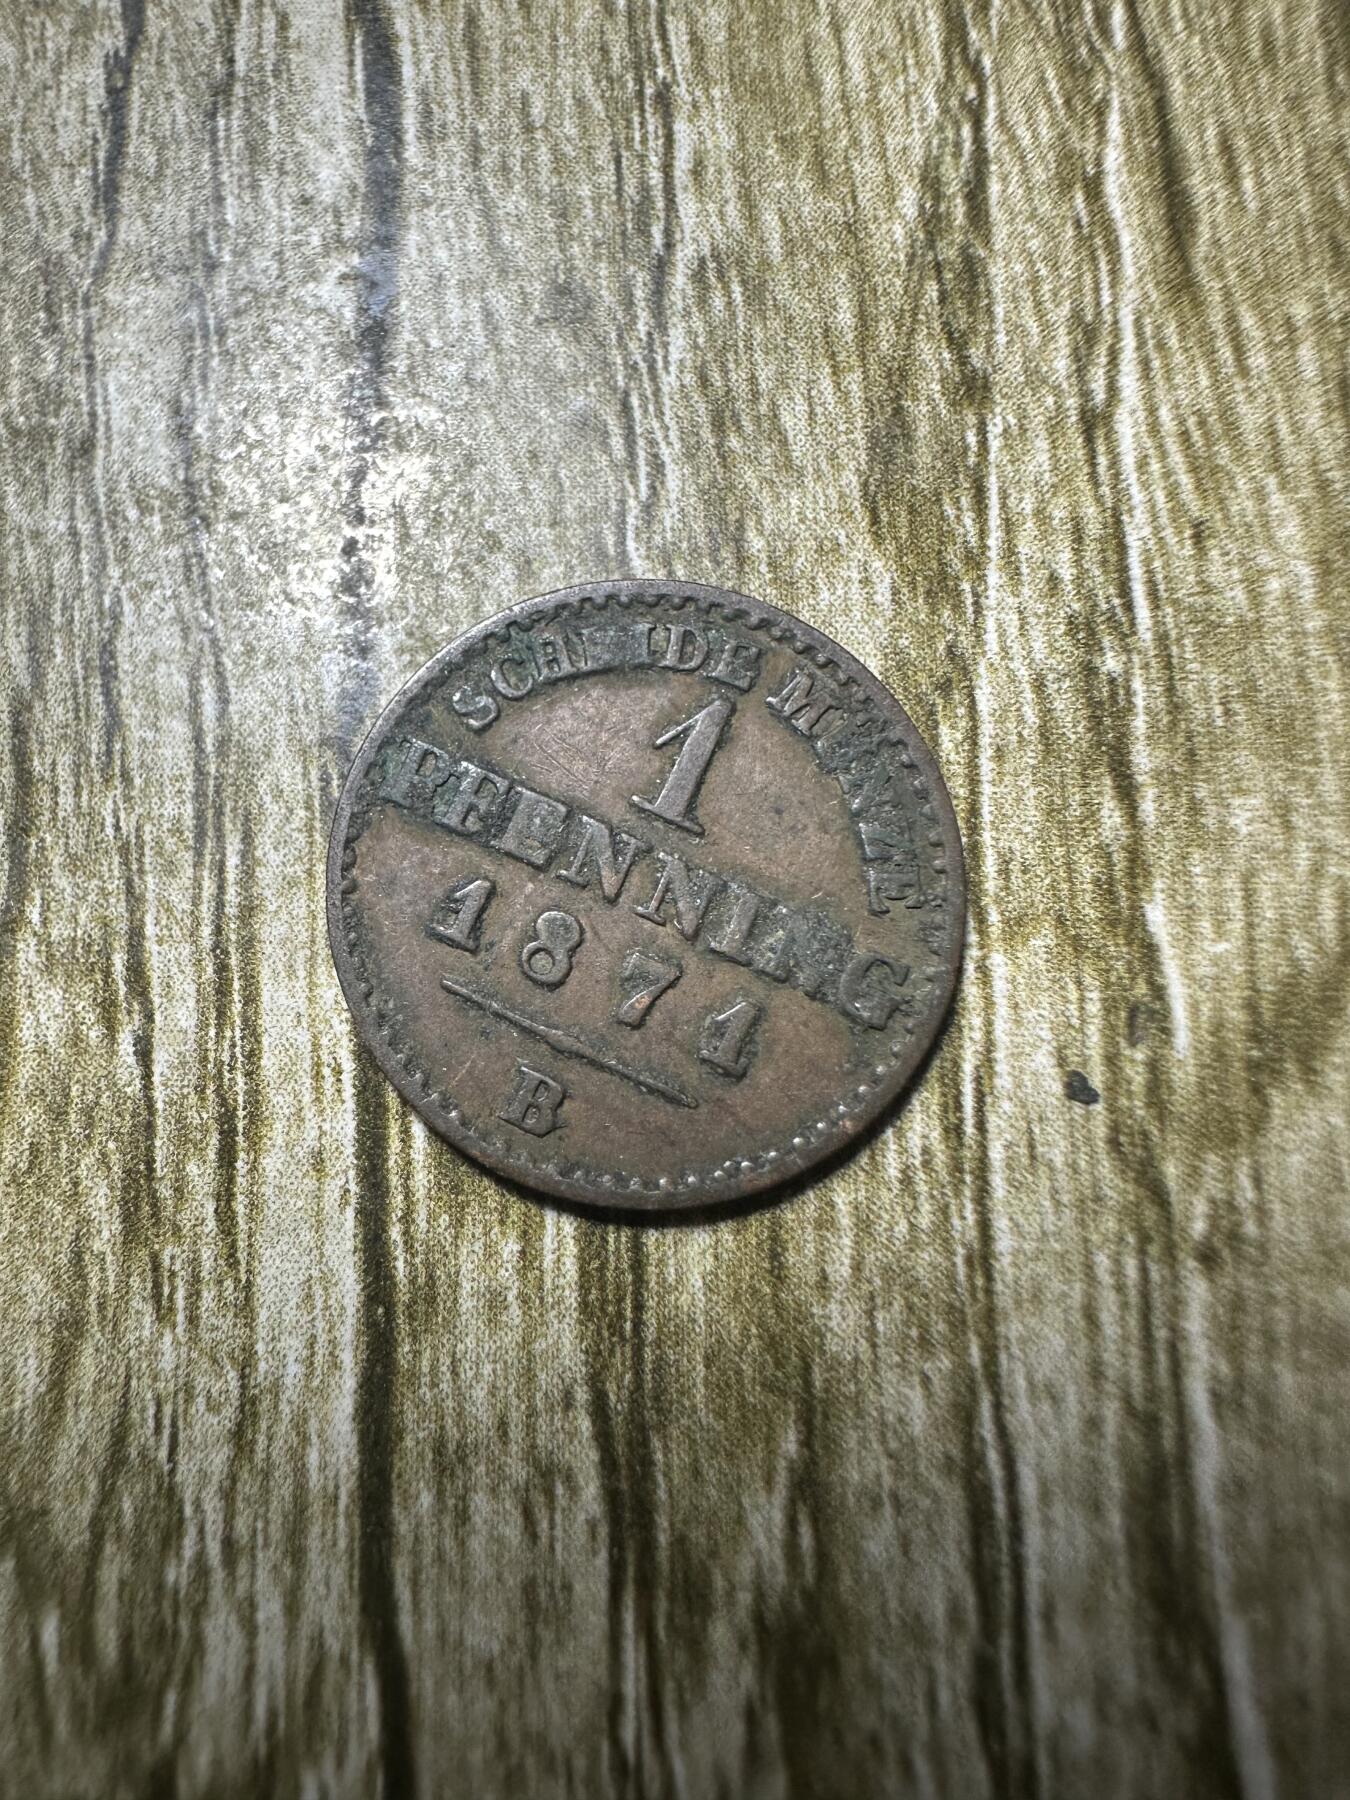 SCHEIDE MÜNZE
1
PFENNING
1871
B